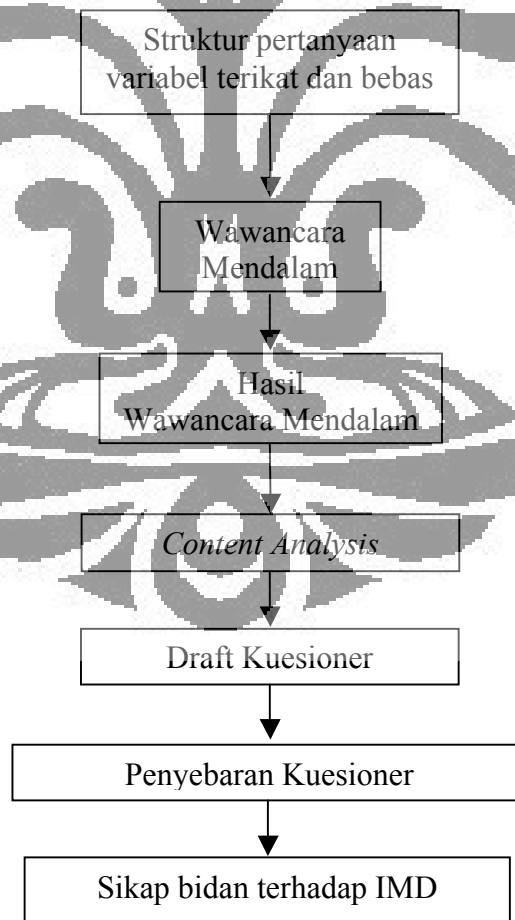 Struktur pertanyaan
variabel terikat dan bebas
Wawancara
Mendalam
Hasil
Wawancara Mendalam
Content Analysis
Draft Kuesioner
Penyebaran Kuesioner
Sikap bidan terhadap IMD